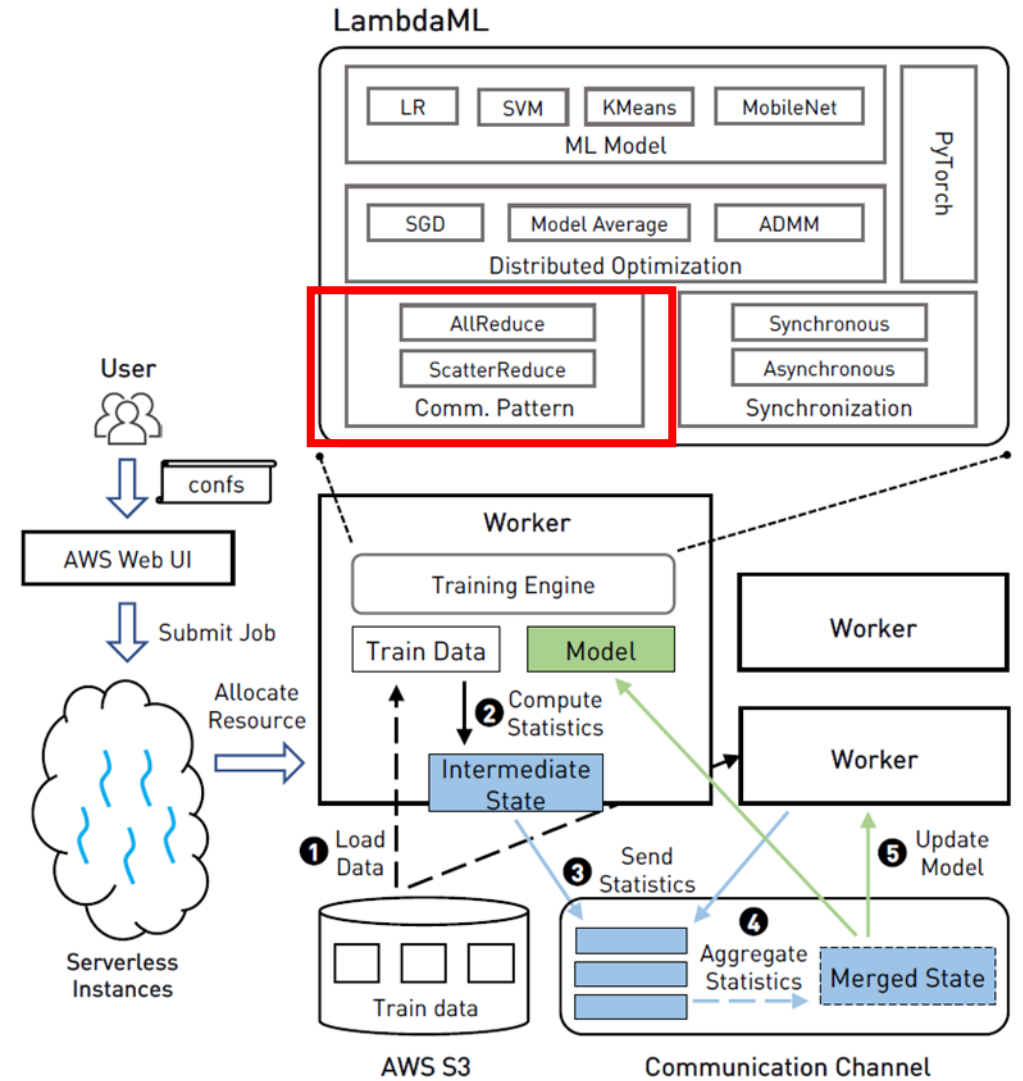 LambdaML
LR
SVM
KMeans
MobileNet
ML Model
PyTorch
SGD
Model Average
ADMM
Distributed Optimization
AllReduce
ScatterReduce
Comm. Pattern
Synchronous
Asynchronous
Synchronization
User
confs
AWS Web UI
Submit Job
Allocate
Resource
Serverless
Instances
Worker
Training Engine
Train Data
Model
2 Compute
Statistics
Intermediate
State
Worker
Worker
1 Load
Data
3 Send
Statistics
5 Update
Model
4
Aggregate
Statistics
Merged State
Train data
AWS S3
Communication Channel